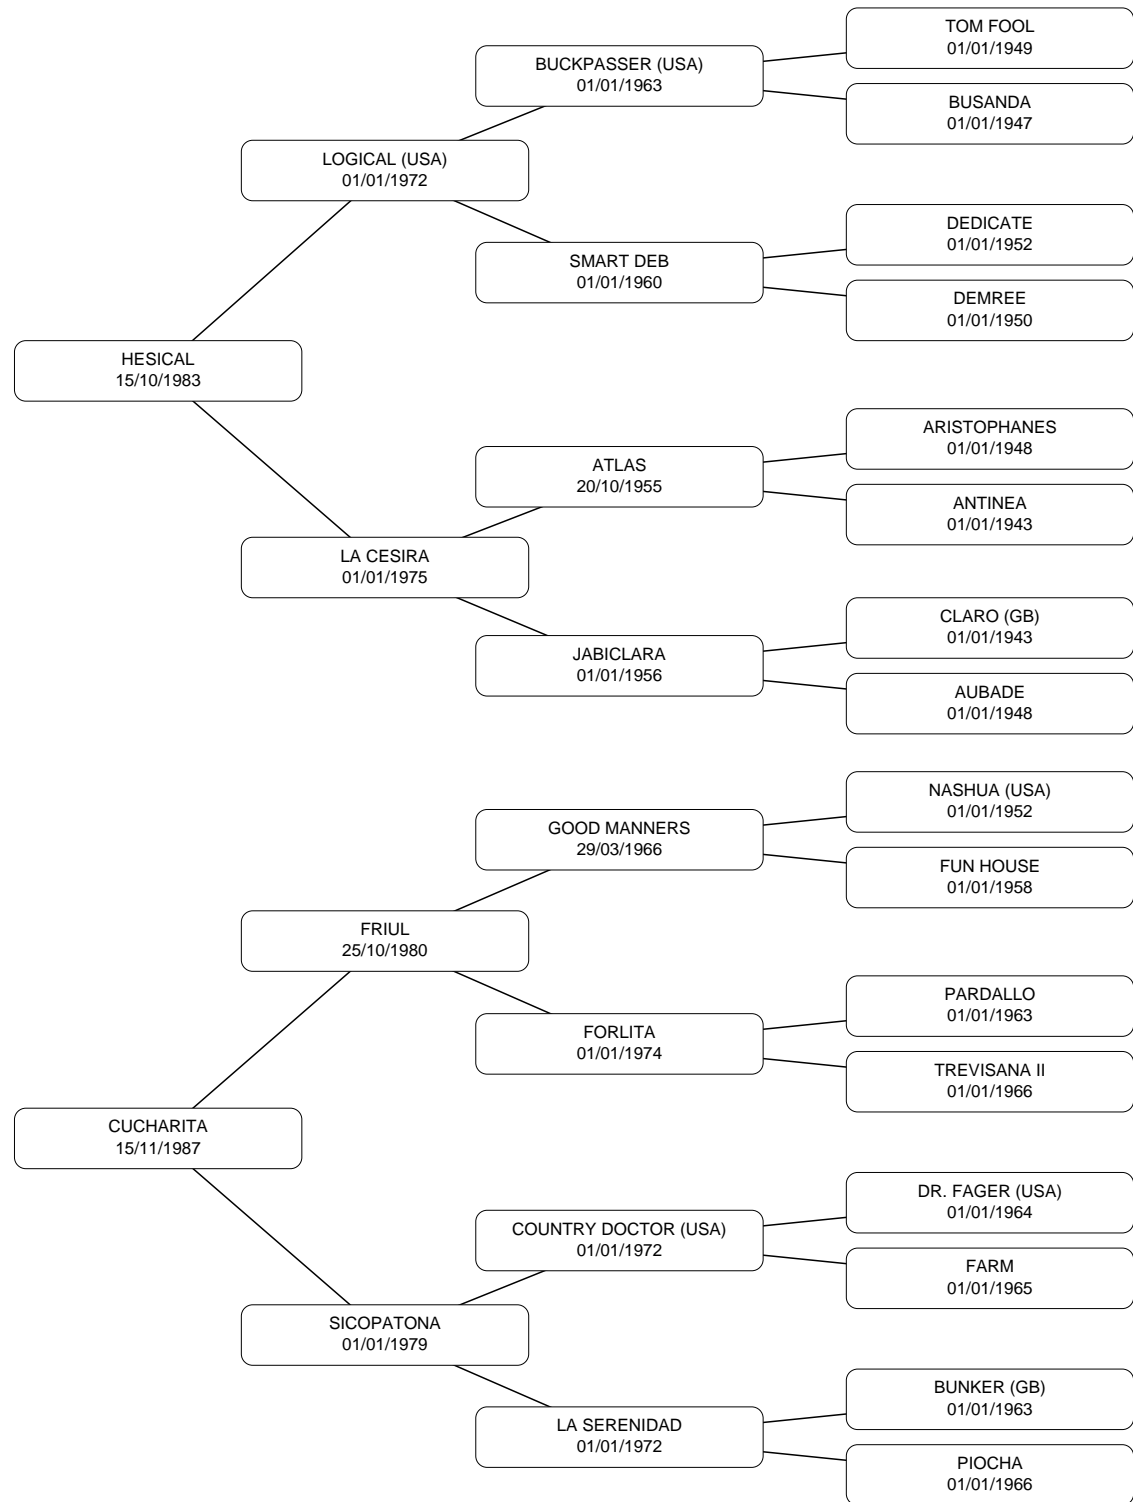 TOM FOOL
01/01/1949
BUCKPASSER (USA)
01/01/1963
BUSANDA
01/01/1947
LOGICAL (USA)
01/01/1972
DEDICATE
01/01/1952
SMART DEB
01/01/1960
DEMREE
01/01/1950
HESICAL
15/10/1983
ARISTOPHANES
01/01/1948
ATLAS
20/10/1955
ANTINEA
01/01/1943
LA CESIRA
01/01/1975
CLARO (GB)
01/01/1943
JABICLARA
01/01/1956
AUBADE
01/01/1948
NASHUA (USA)
01/01/1952
GOOD MANNERS
29/03/1966
FUN HOUSE
01/01/1958
FRIUL
25/10/1980
PARDALLO
01/01/1963
FORLITA
01/01/1974
TREVISANA II
01/01/1966
CUCHARITA
15/11/1987
DR. FAGER (USA)
01/01/1964
COUNTRY DOCTOR (USA)
01/01/1972
FARM
01/01/1965
SICOPATONA
01/01/1979
BUNKER (GB)
01/01/1963
LA SERENIDAD
01/01/1972
PIOCHA
01/01/1966